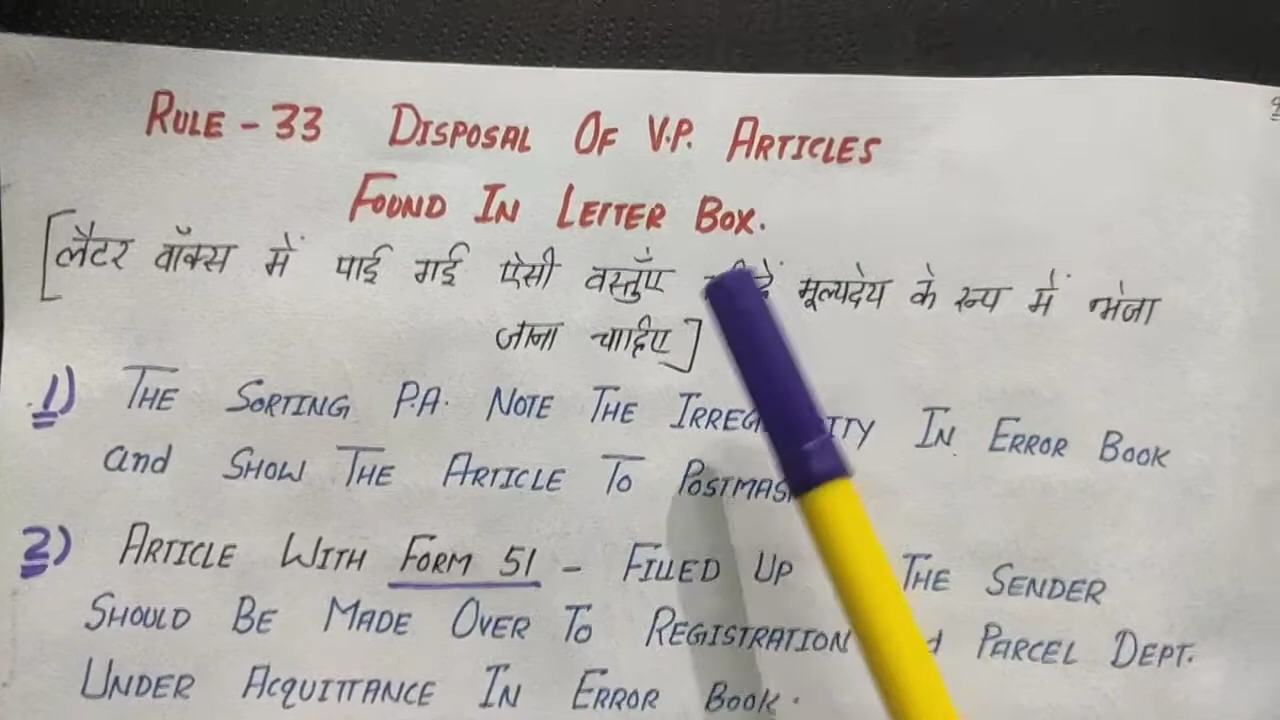 RULE - 33 DISPOSAL OF V.P. ARTICLES
FOUND IN LETTER BOX.
[लैटर बॉक्स में पाई गई ऐसी वस्तुएँ मूल्यदेय के रूप में भेजा
जाना चाहिए]
1) THE SORTING P.A. NOTE THE IN ERROR BOOK
and SHOW THE ARTICLE TO
2) ARTICLE WITH FORM 51 - FILLED UP THE SENDER
SHOULD BE MADE OVER TO REGISTRATION PARCEL DEPT.
UNDER ACQUITTANCE IN ERROR BOOK.